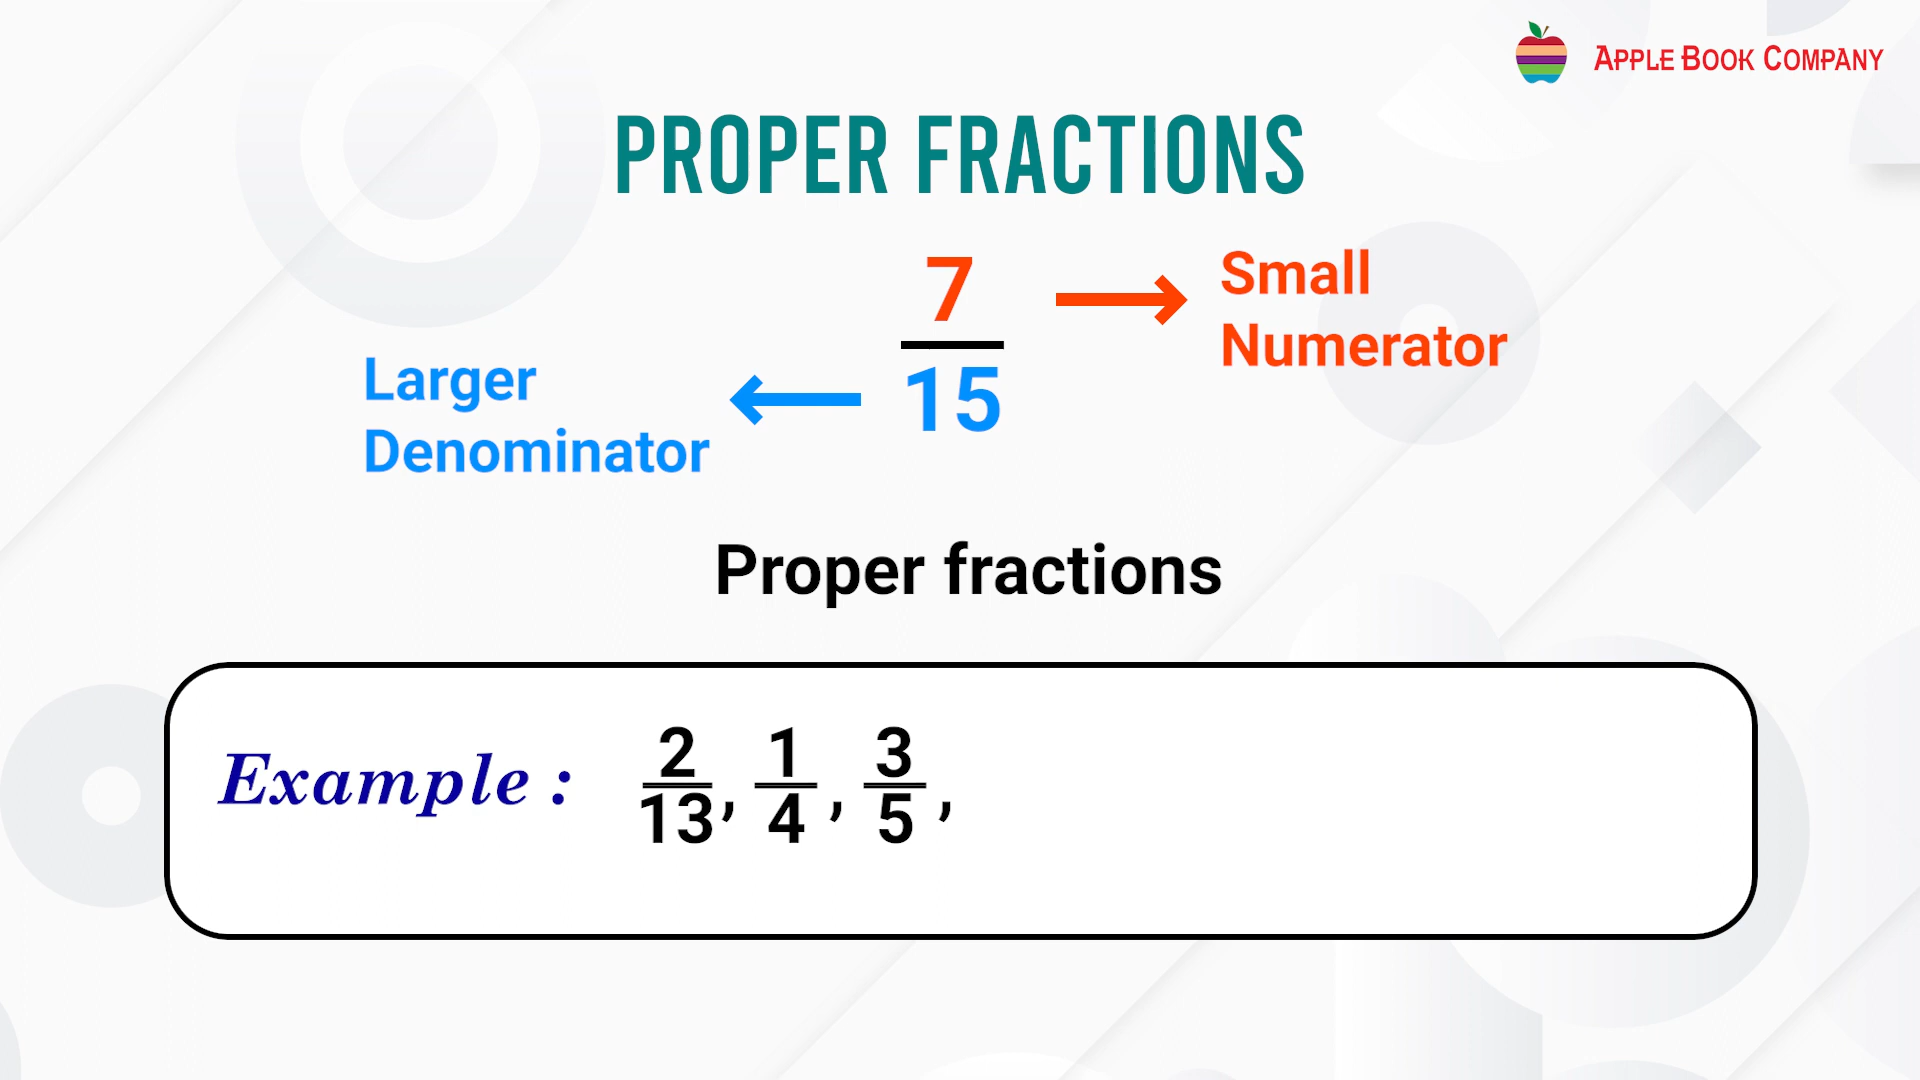 APPLE BOOK COMPANY
PROPER FRACTIONS
7
15
Small
Numerator
Larger
Denominator
Proper fractions
Example : 2/13, 1/4, 3/5,